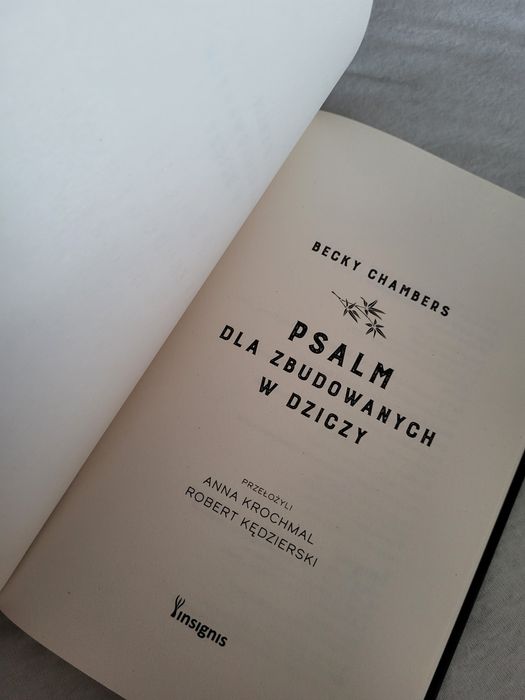 BECKY CHAMBERS
PSALM
DLA ZBUDOWANYCH
W DZICZY
PRZEŁOŻYLI
ANNA KROCHMAL
ROBERT KĘDZIERSKI
insignis